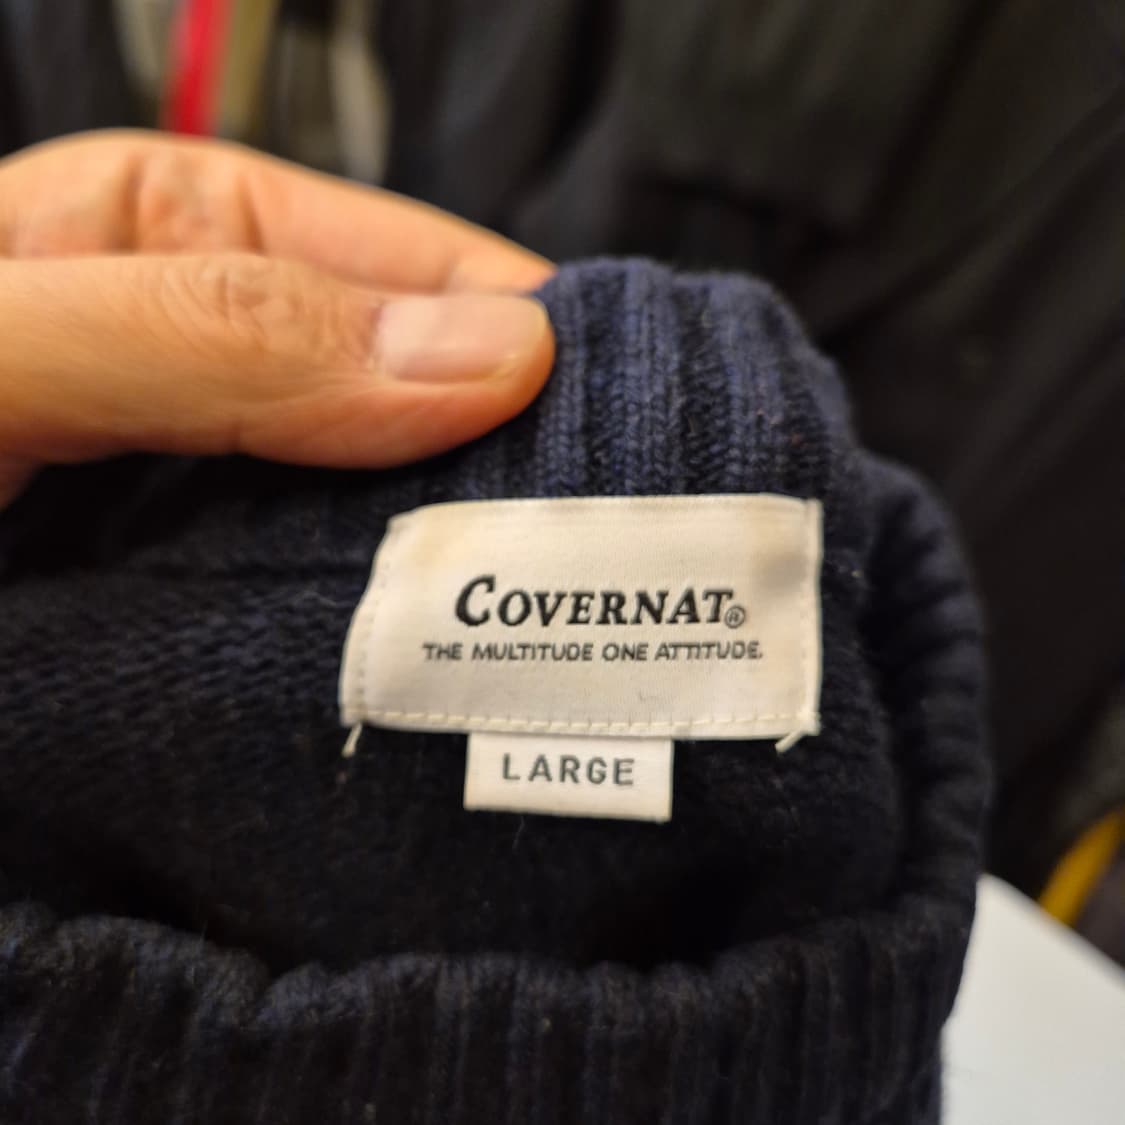 COVERNAT®
THE MULTITUDE ONE ATTITUDE.
LARGE